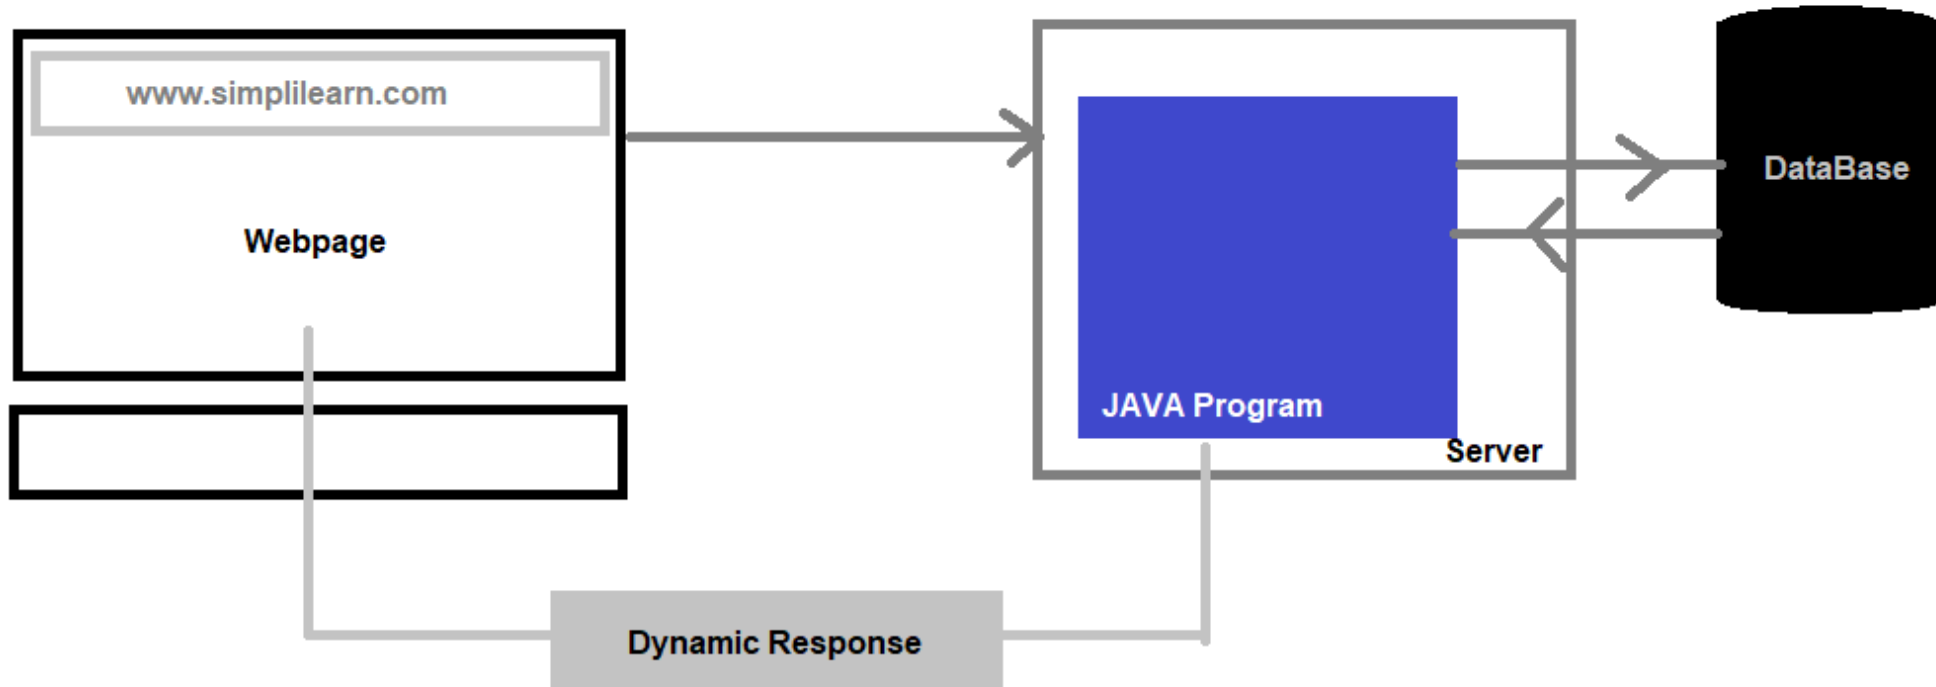 www.simplilearn.com
Webpage
JAVA Program
Server
DataBase
Dynamic Response